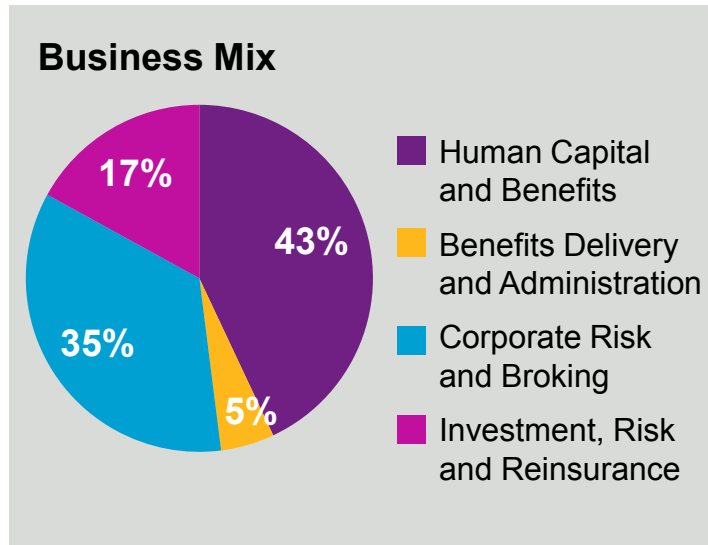 Business Mix
17%
43%
35%
5%
Human Capital
and Benefits
Benefits Delivery
and Administration
Corporate Risk
and Broking
Investment, Risk
and Reinsurance